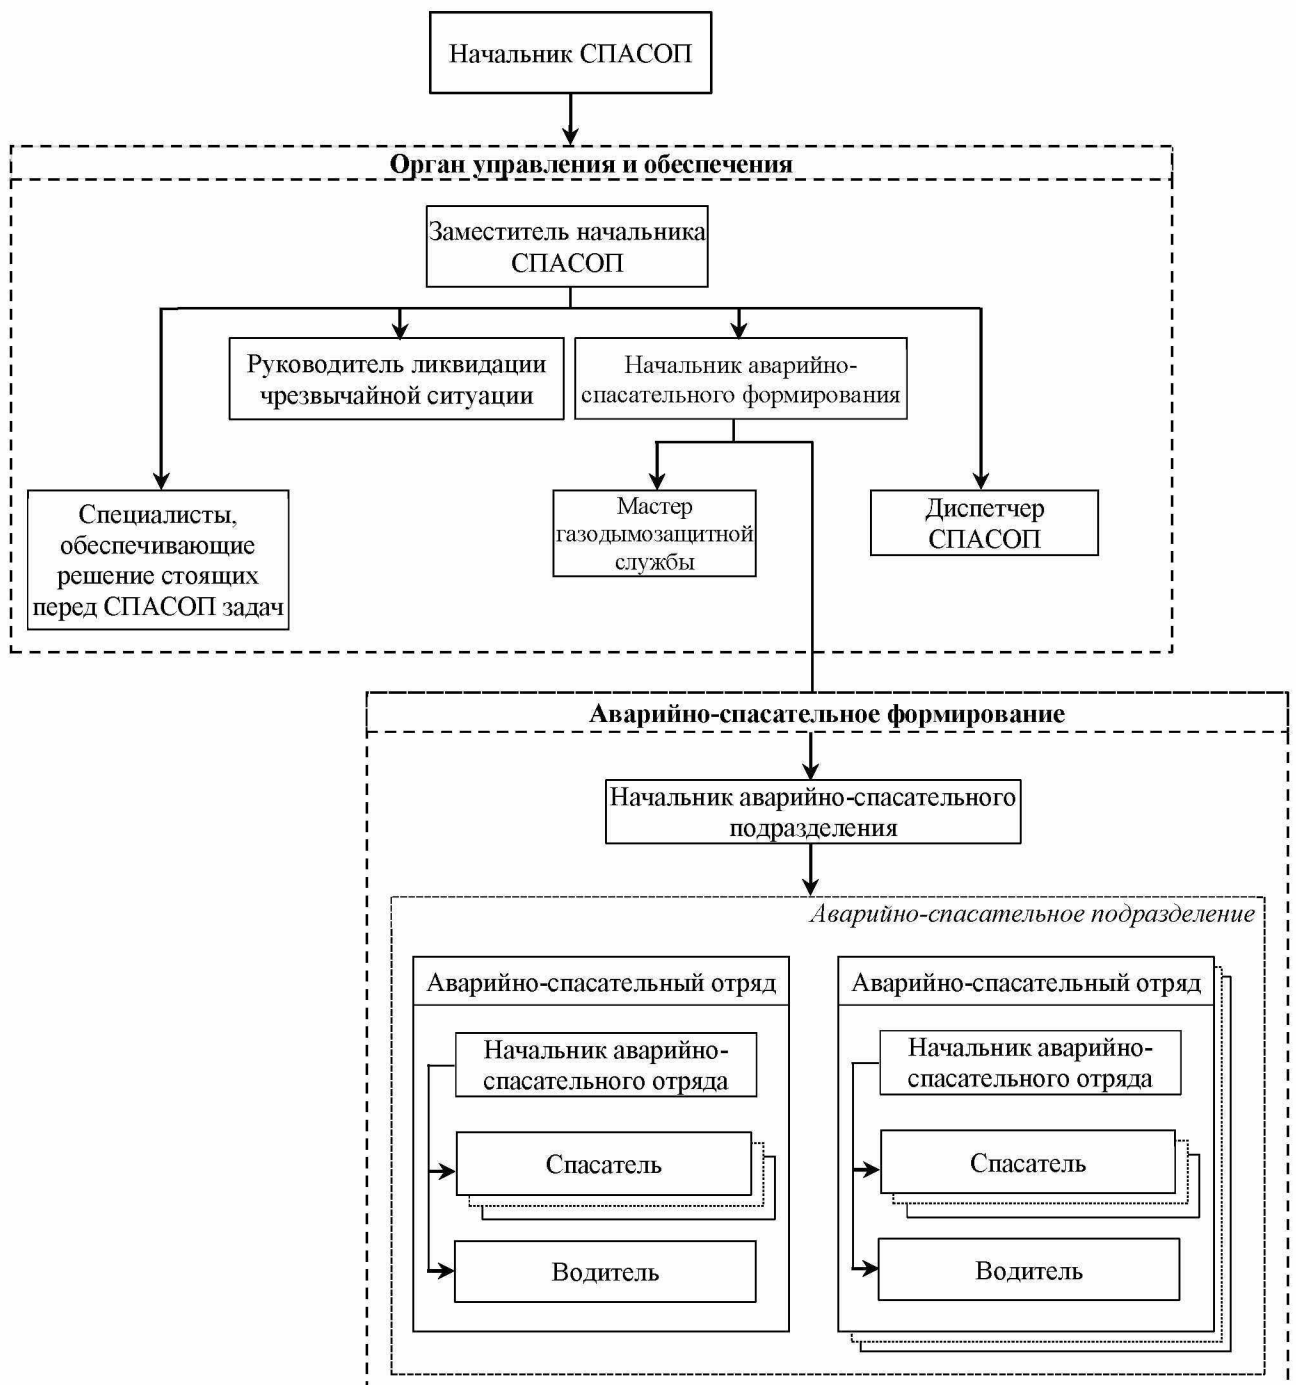 Начальник СПАСОП
Орган управления и обеспечения
Заместитель начальника
СПАСОП
Руководитель ликвидации
чрезвычайной ситуации
Начальник аварийно-
спасательного формирования
Специалисты,
обеспечивающие
решение стоящих
перед СПАСОП задач
Мастер
газодымозащитной
службы
Диспетчер
СПАСОП
Аварийно-спасательное формирование
Начальник аварийно-спасательного
подразделения
Аварийно-спасательное подразделение
Аварийно-спасательный отряд
Начальник аварийно-
спасательного отряда
Спасатель
Водитель
Аварийно-спасательный отряд
Начальник аварийно-
спасательного отряда
Спасатель
Водитель